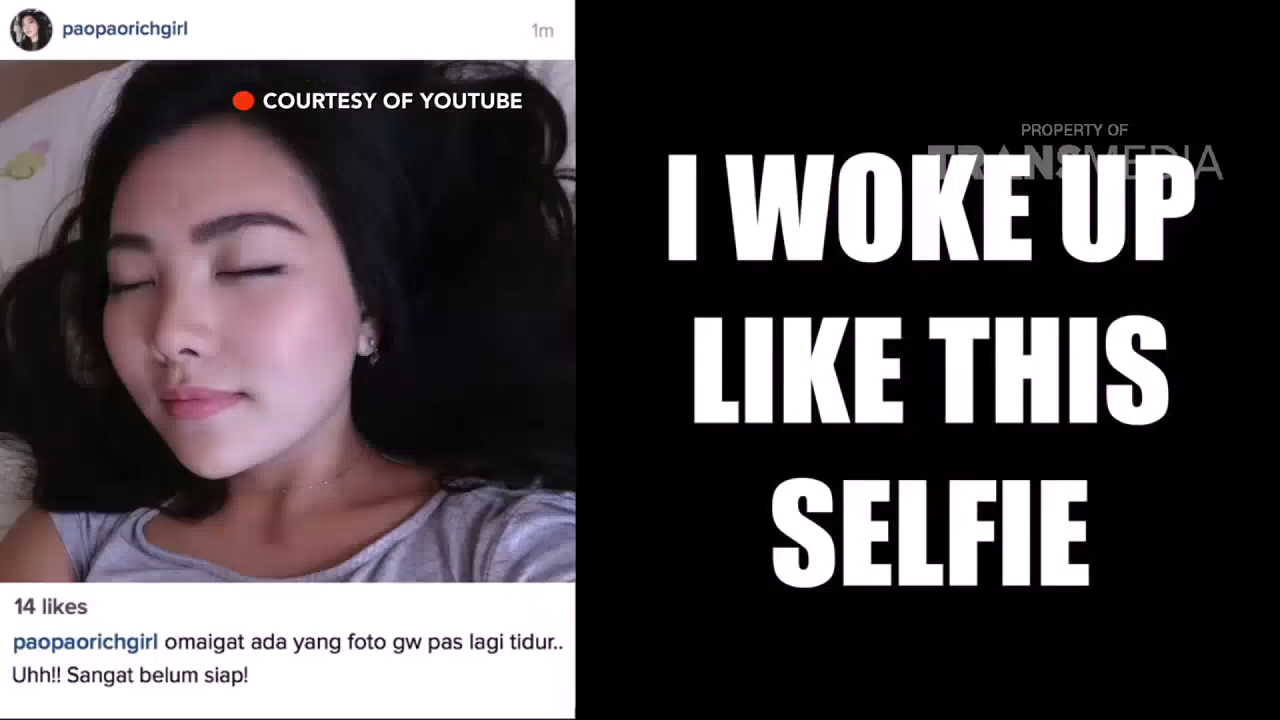 paopaorichgirl
1m
COURTESY OF YOUTUBE
14 likes
paopaorichgirl omaigat ada yang foto gw pas lagi tidur..
Uhh!! Sangat belum siap!
PROPERTY OF
TRANSMEDIA
I WOKE UP
LIKE THIS
SELFIE